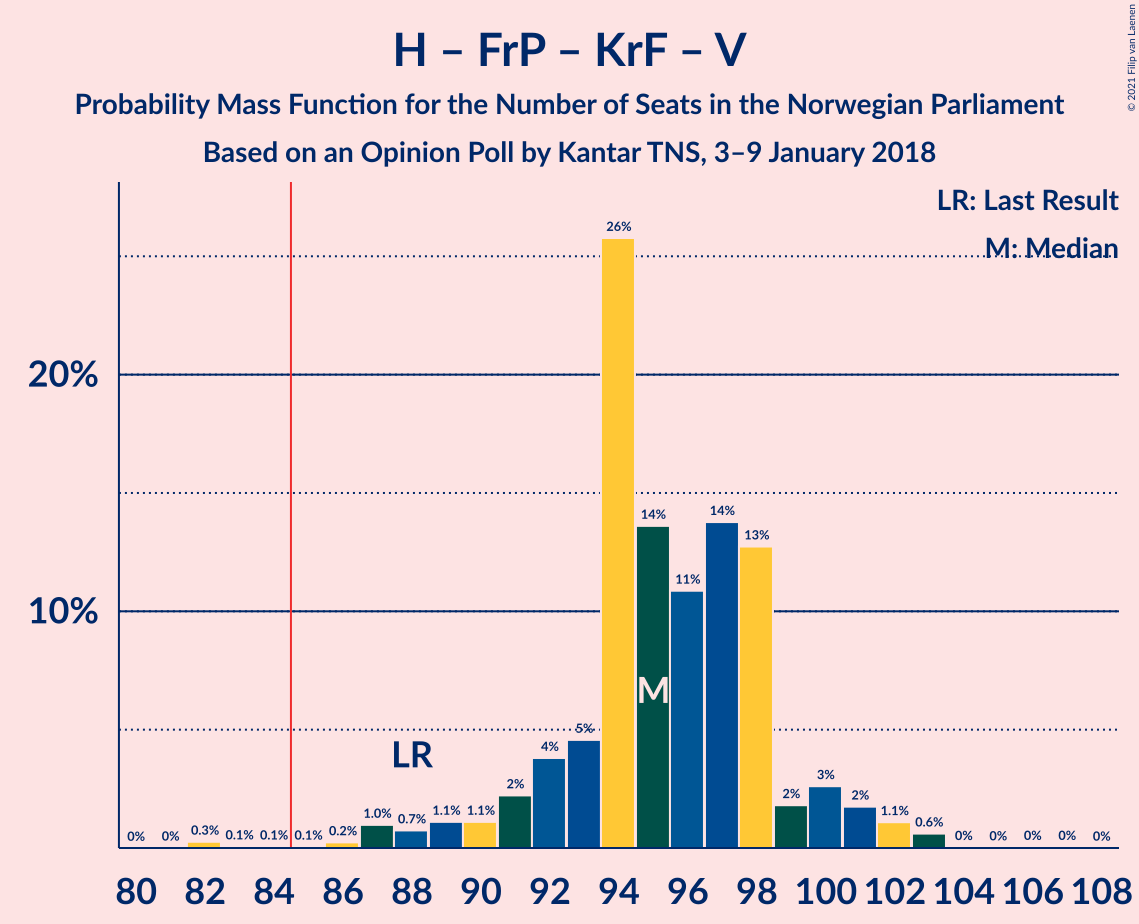 H – FrP – KrF – V
Probability Mass Function for the Number of Seats in the Norwegian Parliament
Based on an Opinion Poll by Kantar TNS, 3–9 January 2018
© 2021 Filip van Laenen
LR: Last Result
M: Median
20%
10%
0% 0% 0.3% 0.1% 0.1% 0.1% 0.2% 1.0% 0.7% 1.1% 1.1% 2% 4% 5% 26% 14% 11% 14% 13% 2% 3% 2% 1.1% 0.6% 0% 0% 0% 0% 0%
LR
M
80 82 84 86 88 90 92 94 96 98 100 102 104 106 108